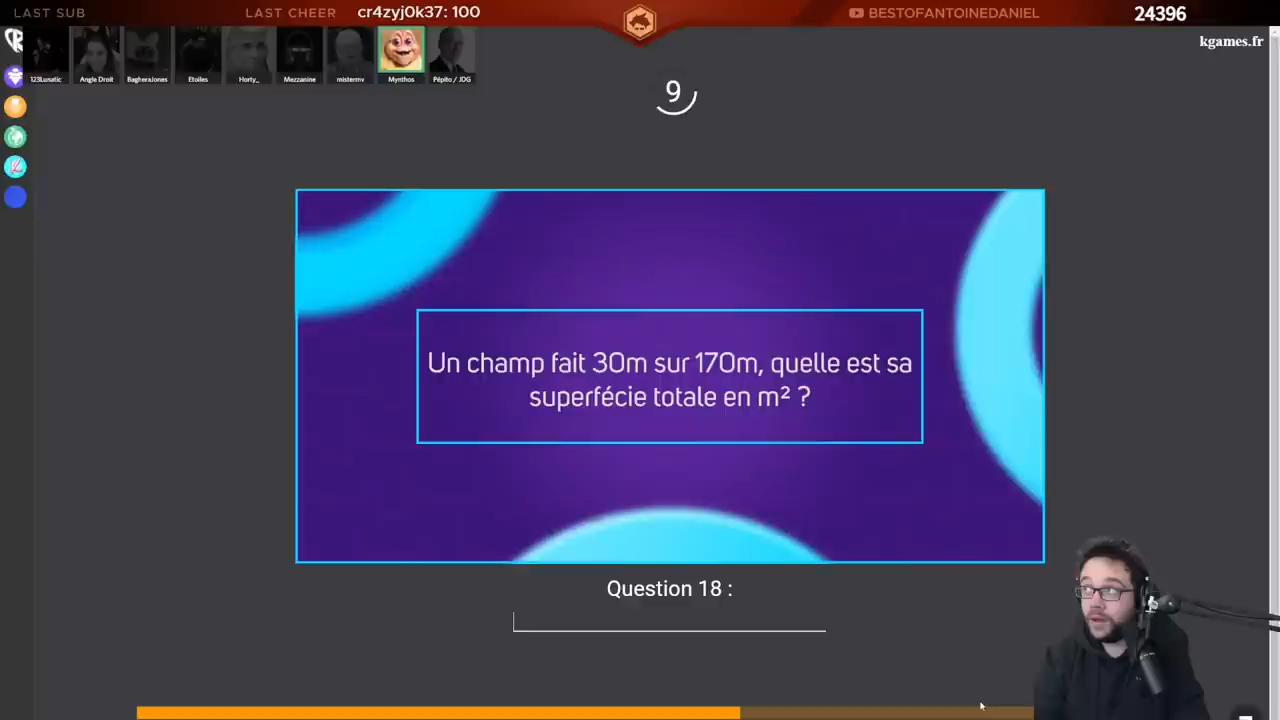 LAST SUB
LAST CHEER cr4zyj0k37: 100
BESTOFANTOINEDANIEL
24396
kgames.fr
123Lunatic
Angle Droit
BagheraJones
Etoiles
Horty_
Mezzanine
mistermv
Mynthos
Pépito / JDG
9
Un champ fait 30m sur 170m, quelle est sa
superfécie totale en m² ?
Question 18 :